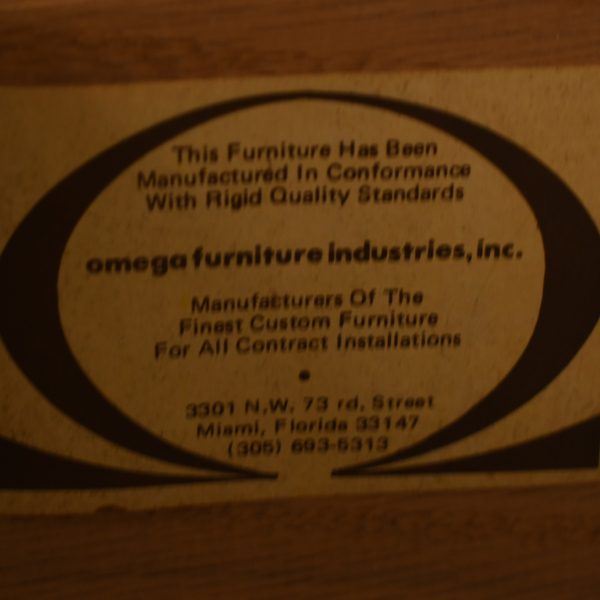 This Furniture Has Been
Manufactured In Conformance
With Rigid Quality Standards
omega furniture industries, inc.
Manufacturers Of The
Finest Custom Furniture
For All Contract Installations
3301 N.W. 73 rd. Street
Miami, Florida 33147
(305) 693-5313